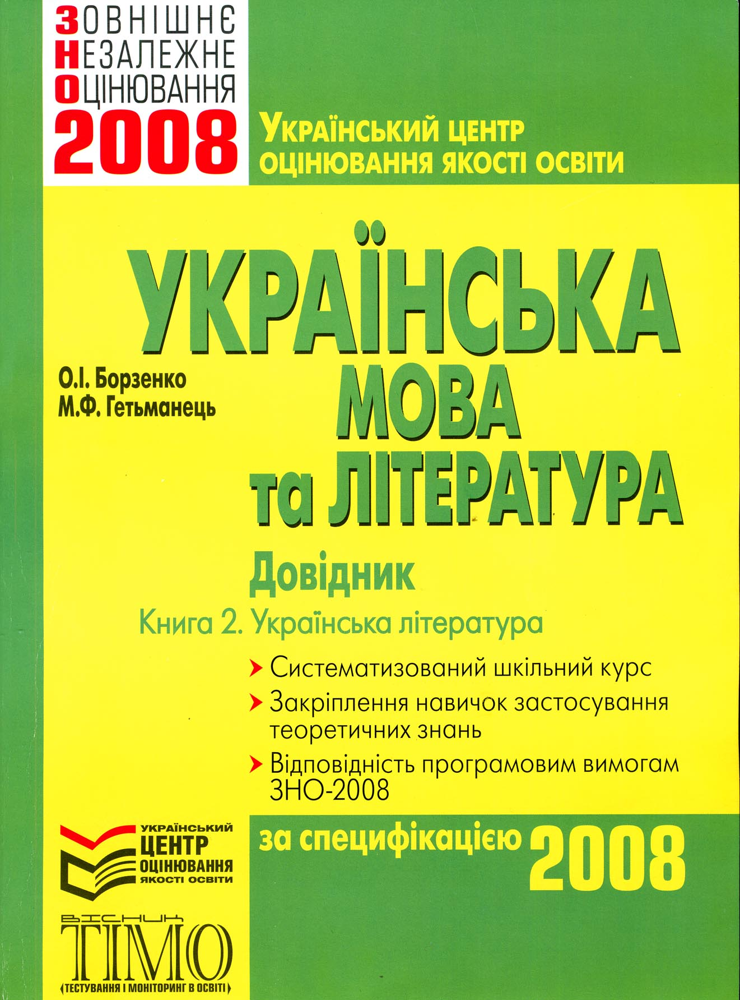 ЗОВНІШНЄ
НЕЗАЛЕЖНЕ
ОЦІНЮВАННЯ
2008
Український центр
оцінювання якості освіти
УКРАЇНСЬКА
О.І. Борзенко
М.Ф. Гетьманець
МОВА
та ЛІТЕРАТУРА
Довідник
Книга 2. Українська література
Систематизований шкільний курс
Закріплення навичок застосування
теоретичних знань
Відповідність програмовим вимогам
ЗНО-2008
УКРАЇНСЬКИЙ
ЦЕНТР
ОЦІНЮВАННЯ
ЯКОСТІ ОСВІТИ
за специфікацією 2008
ВІСНИК
ТІМО
(ТЕСТУВАННЯ І МОНІТОРИНГ В ОСВІТІ)